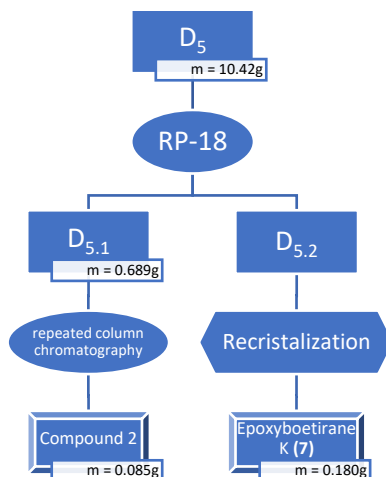 D₅
m = 10.42g
RP-18
D₅.₁
m = 0.689g
D₅.₂
repeated column
chromatography
Recristalization
Compound 2
m = 0.085g
Epoxyboetirane
K (7)
m = 0.180g